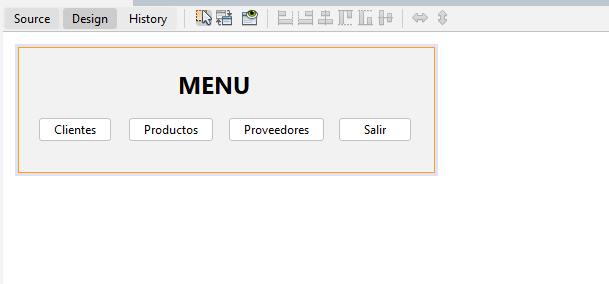 Source Design History
MENU
Clientes Productos Proveedores Salir